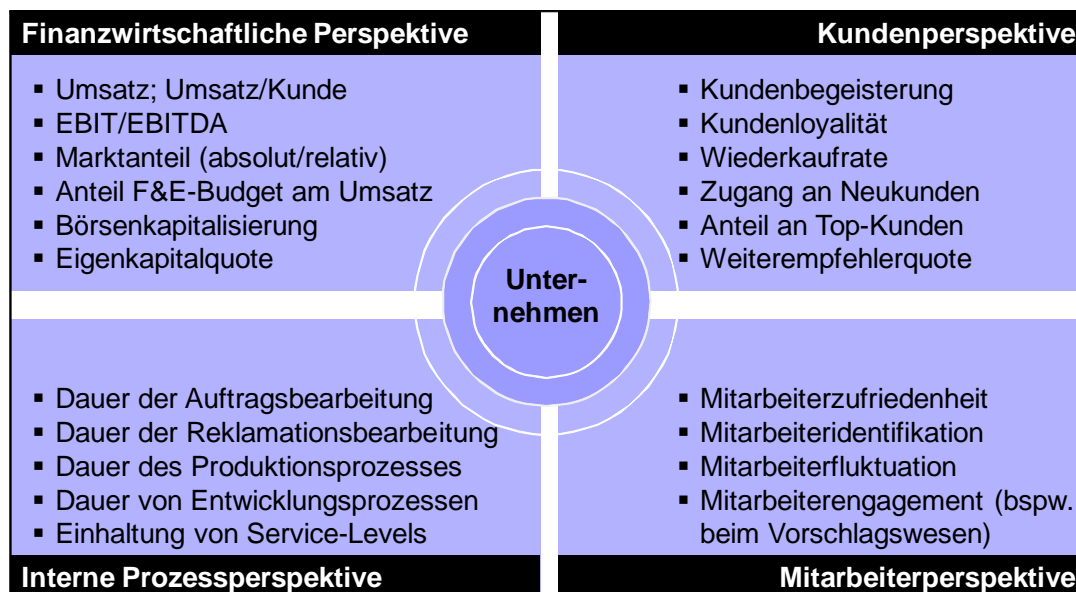 Finanzwirtschaftliche Perspektive
▪ Umsatz; Umsatz/Kunde
▪ EBIT/EBITDA
▪ Marktanteil (absolut/relativ)
▪ Anteil F&E-Budget am Umsatz
▪ Börsenkapitalisierung
▪ Eigenkapitalquote
Kundenperspektive
▪ Kundenbegeisterung
▪ Kundenloyalität
▪ Wiederkaufrate
▪ Zugang an Neukunden
▪ Anteil an Top-Kunden
▪ Weiterempfehlerquote
Unter-
nehmen
▪ Dauer der Auftragsbearbeitung
▪ Dauer der Reklamationsbearbeitung
▪ Dauer des Produktionsprozesses
▪ Dauer von Entwicklungsprozessen
▪ Einhaltung von Service-Levels
Interne Prozessperspektive
▪ Mitarbeiterzufriedenheit
▪ Mitarbeiteridentifikation
▪ Mitarbeiterfluktuation
▪ Mitarbeiterengagement (bspw.
beim Vorschlagswesen)
Mitarbeiterperspektive